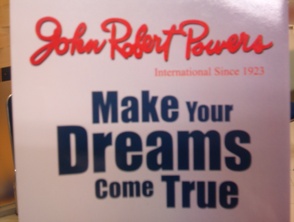 John Robert Powers
International Since 1923
Make Your
Dreams
Come True